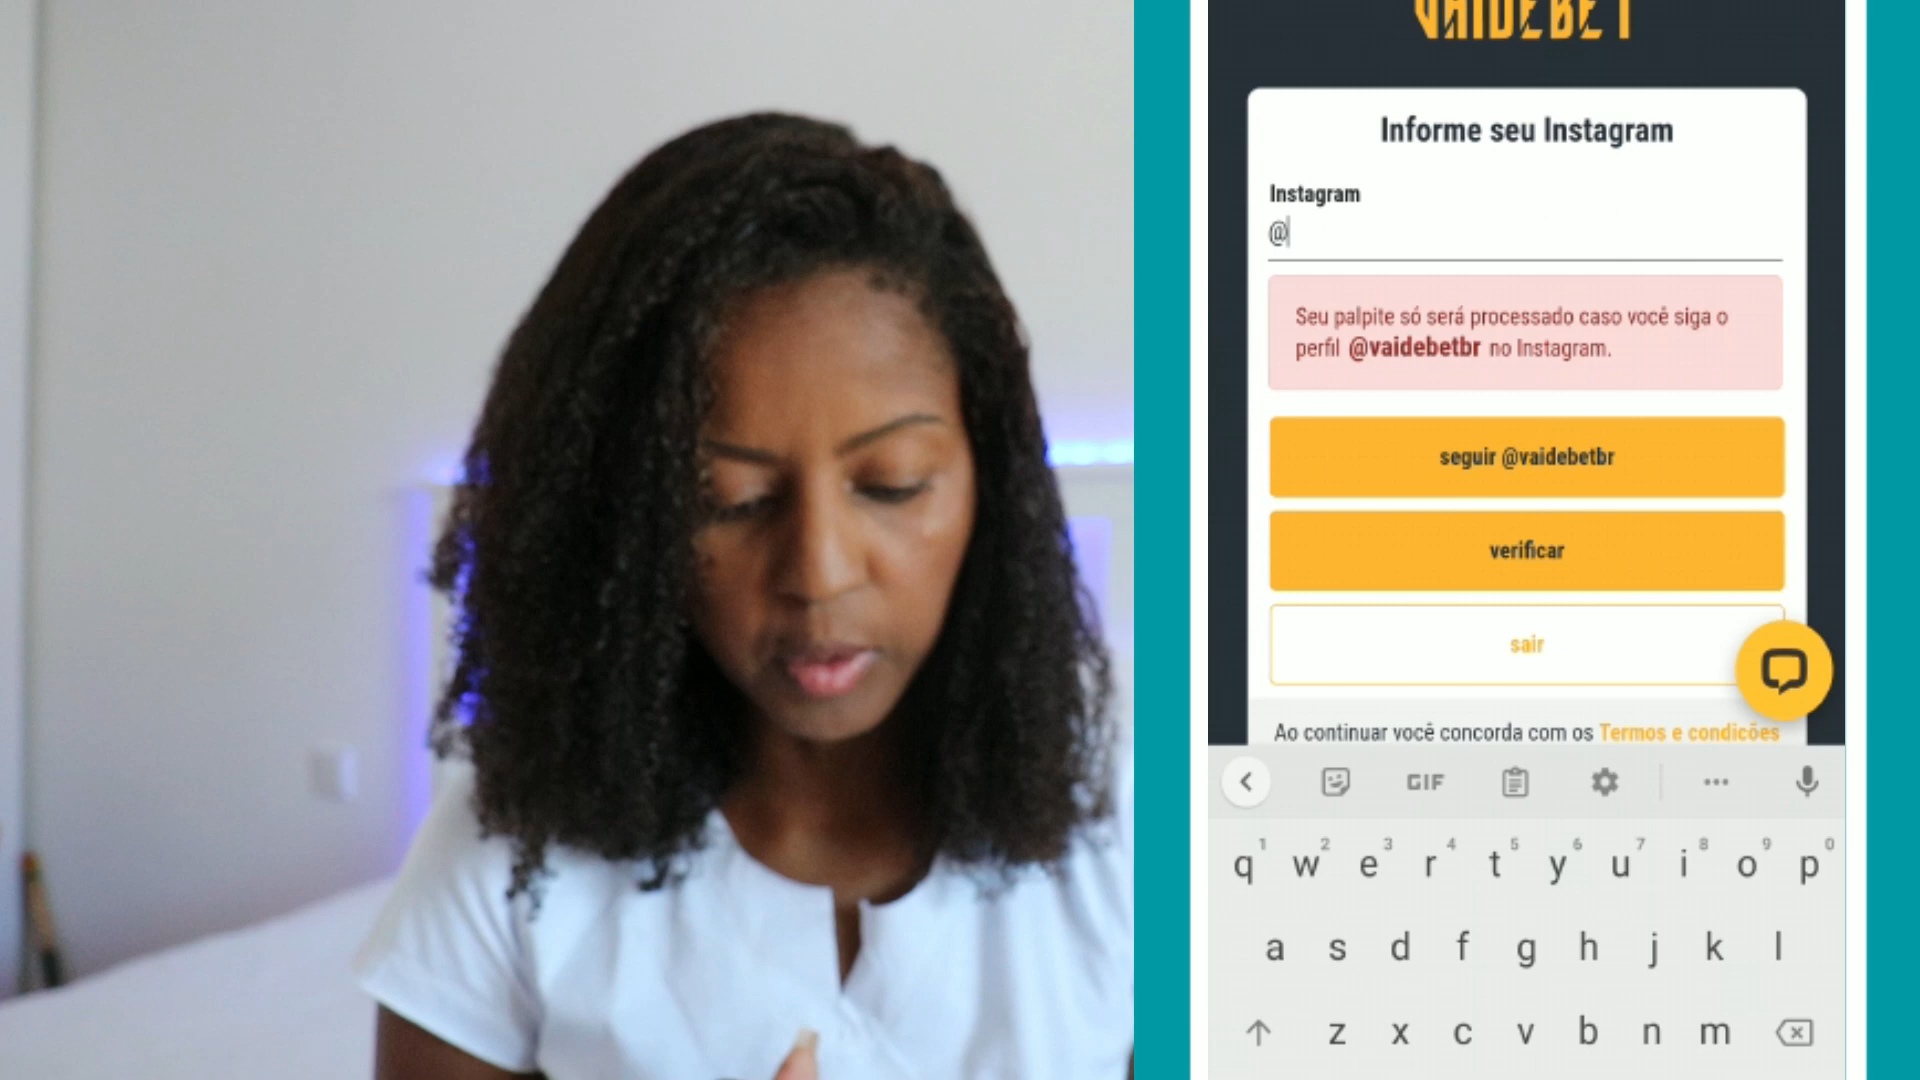 VAIDEBET
Informe seu Instagram
Instagram
@
Seu palpite só será processado caso você siga o
perfil @vaidebetbr no Instagram.
seguir @vaidebetbr
verificar
sair
Ao continuar você concorda com os Termos e condições
GIF
1 2 3 4 5 6 7 8 9 0
q w e r t y u i o p
a s d f g h j k l
z x c v b n m